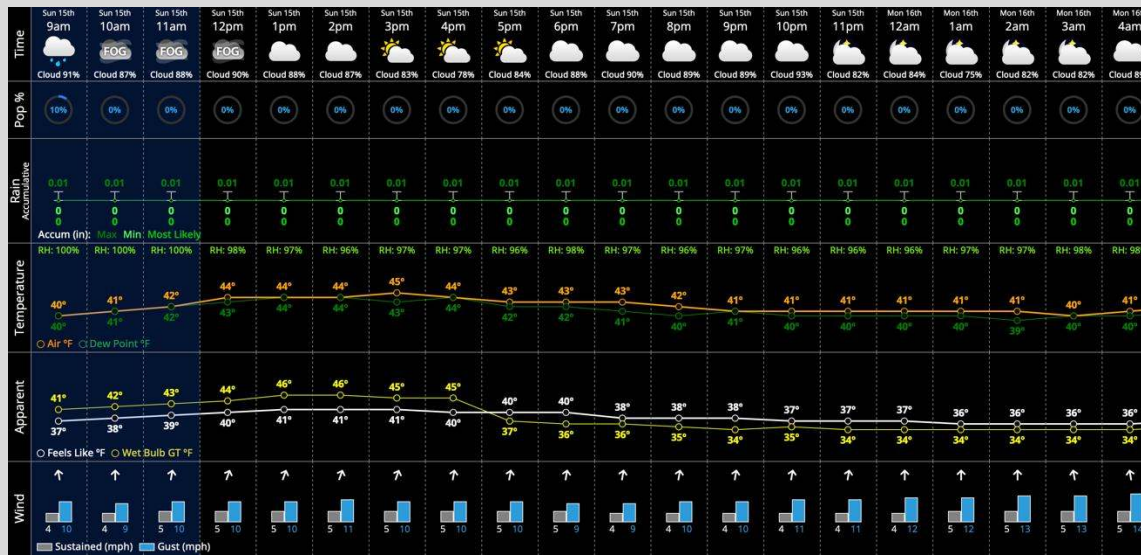 Time
Sun 15th Sun 15th Sun 15th Sun 15th Sun 15th Sun 15th Sun 15th Sun 15th Sun 15th Sun 15th Sun 15th Sun 15th Sun 15th Sun 15th Sun 15th Mon 16th Mon 16th Mon 16th Mon 16th Mon 16th
9am 10am 11am 12pm 1pm 2pm 3pm 4pm 5pm 6pm 7pm 8pm 9pm 10pm 11pm 12am 1am 2am 3am 4am
FOG FOG FOG
Cloud 91% Cloud 87% Cloud 88% Cloud 90% Cloud 88% Cloud 87% Cloud 83% Cloud 78% Cloud 84% Cloud 88% Cloud 90% Cloud 89% Cloud 89% Cloud 93% Cloud 82% Cloud 84% Cloud 75% Cloud 82% Cloud 82% Cloud
Pop %
10% 0% 0% 0% 0% 0% 0% 0% 0% 0% 0% 0% 0% 0% 0% 0% 0% 0% 0% 0%
Rain
Accumulative
0.01 0.01 0.01 0.01 0.01 0.01 0.01 0.01 0.01 0.01 0.01 0.01 0.01 0.01 0.01 0.01 0.01 0.01 0.01 0.01
0 0 0 0 0 0 0 0 0 0 0 0 0 0 0 0 0 0 0 0
0 0 0 0 0 0 0 0 0 0 0 0 0 0 0 0 0 0 0 0
Accum (in): Max Min Most Likely
Temperature
RH: 100% RH: 100% RH: 100% RH: 98% RH: 97% RH: 96% RH: 97% RH: 97% RH: 96% RH: 98% RH: 97% RH: 96% RH: 97% RH: 96% RH: 96% RH: 96% RH: 97% RH: 97% RH: 98% RH: 98
40° 41° 42° 44° 44° 44° 45° 44° 43° 43° 43° 42° 41° 41° 41° 41° 41° 41° 40° 41°
40° 41° 42° 43° 44° 44° 43° 44° 42° 42° 41° 40° 41° 40° 40° 40° 40° 39° 40° 40°
Air °F Dew Point °F
Apparent
41° 42° 43° 44° 46° 46° 45° 45° 40° 40° 38° 38° 38° 37° 37° 37° 36° 36° 36° 36°
37° 38° 39° 40° 41° 41° 41° 40° 37° 36° 36° 35° 34° 35° 34° 34° 34° 34° 34° 34°
Feels Like °F Wet Bulb GT °F
Wind
4 10 4 9 5 10 5 10 5 10 5 11 5 10 5 10 5 10 5 9 4 9 5 10 5 10 4 11 4 11 4 12 5 12 5 13 5 13 5
Sustained (mph) Gust (mph)